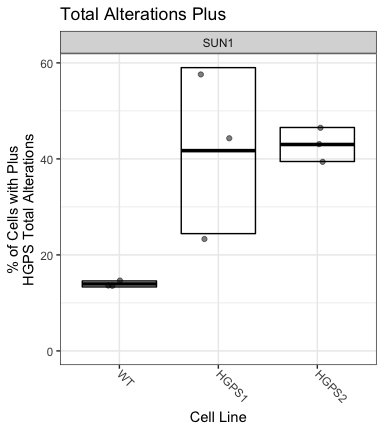 Total Alterations Plus
SUN1
% of Cells with Plus
HGPS Total Alterations
60
40
20
0
WT
HGPS1
HGPS2
Cell Line